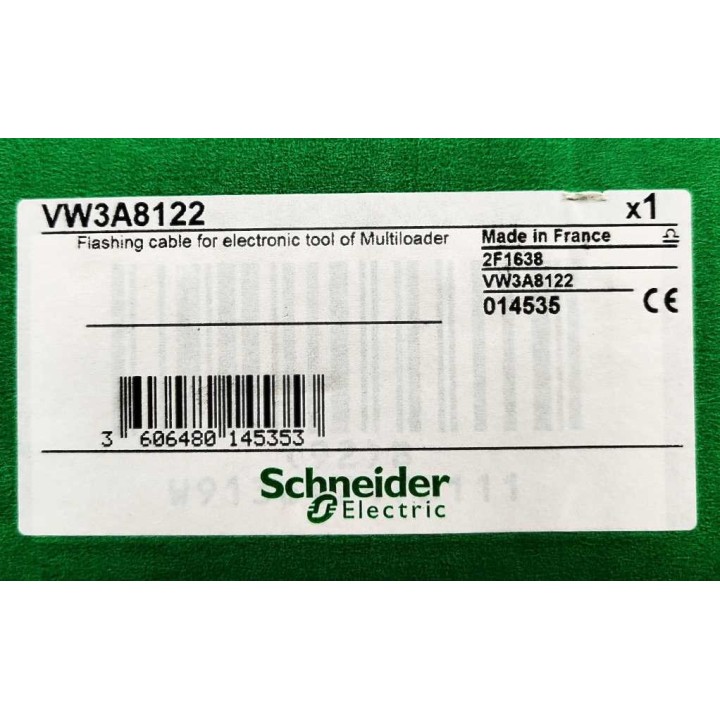 VW3A8122 x1
Flashing cable for electronic tool of Multiloader
Made in France
2F1638
VW3A8122
014535 CE
3 606480 145353
Schneider
Electric